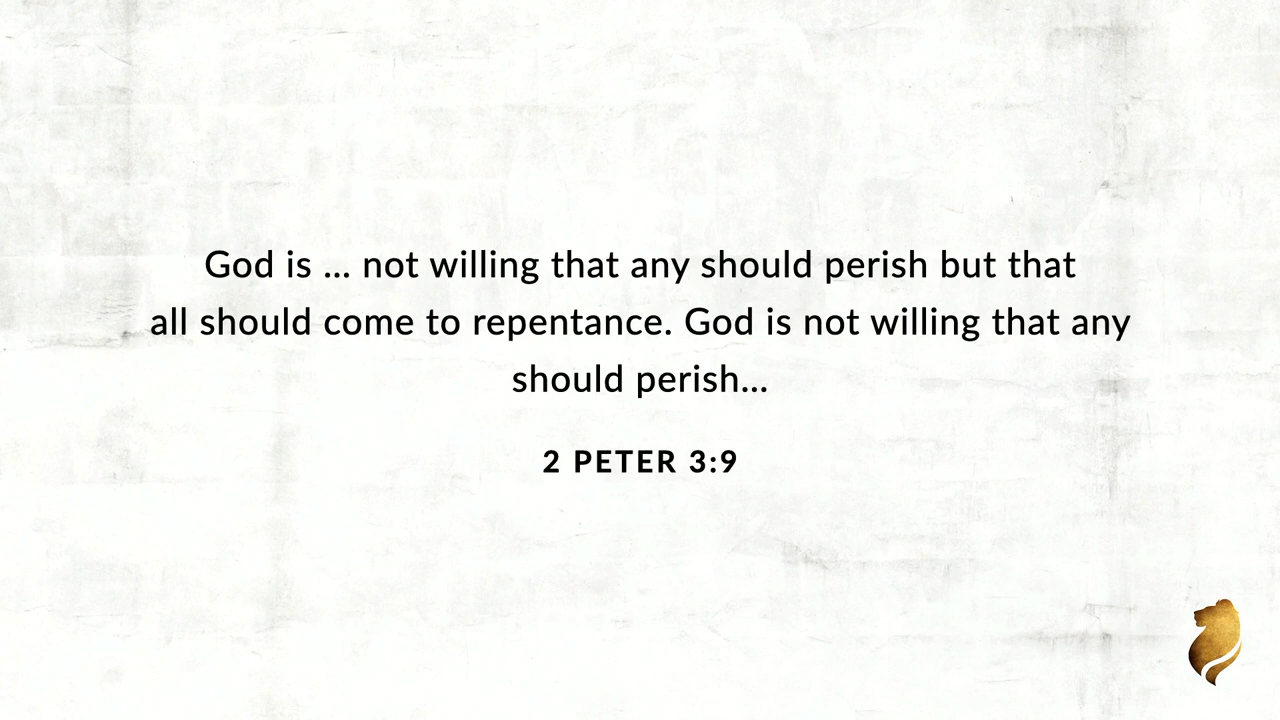 God is ... not willing that any should perish but that
all should come to repentance. God is not willing that any
should perish...
2 PETER 3:9